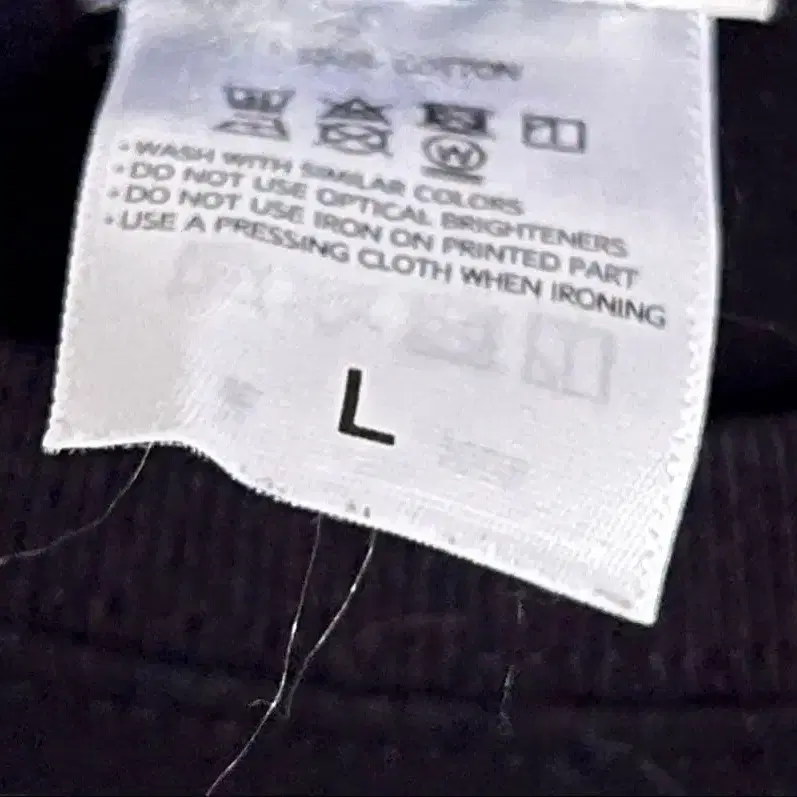 COTTON
• WASH WITH SIMILAR COLORS
• DO NOT USE OPTICAL BRIGHTENERS
• DO NOT USE IRON ON PRINTED PART
• USE A PRESSING CLOTH WHEN IRONING
L